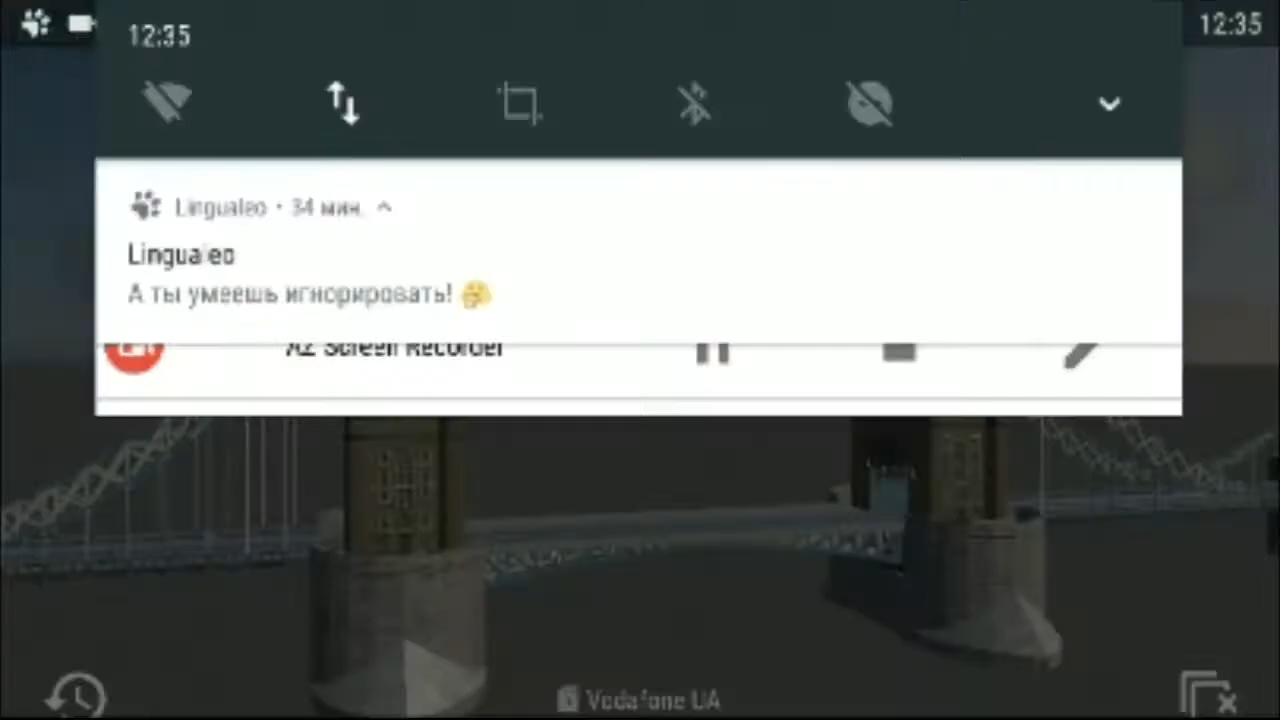 12:35
12:35
Lingualeo · 34 мин.
Lingualeo
А ты умеешь игнорировать! 🤔
AZ Screen Recorder
Vodafone UA